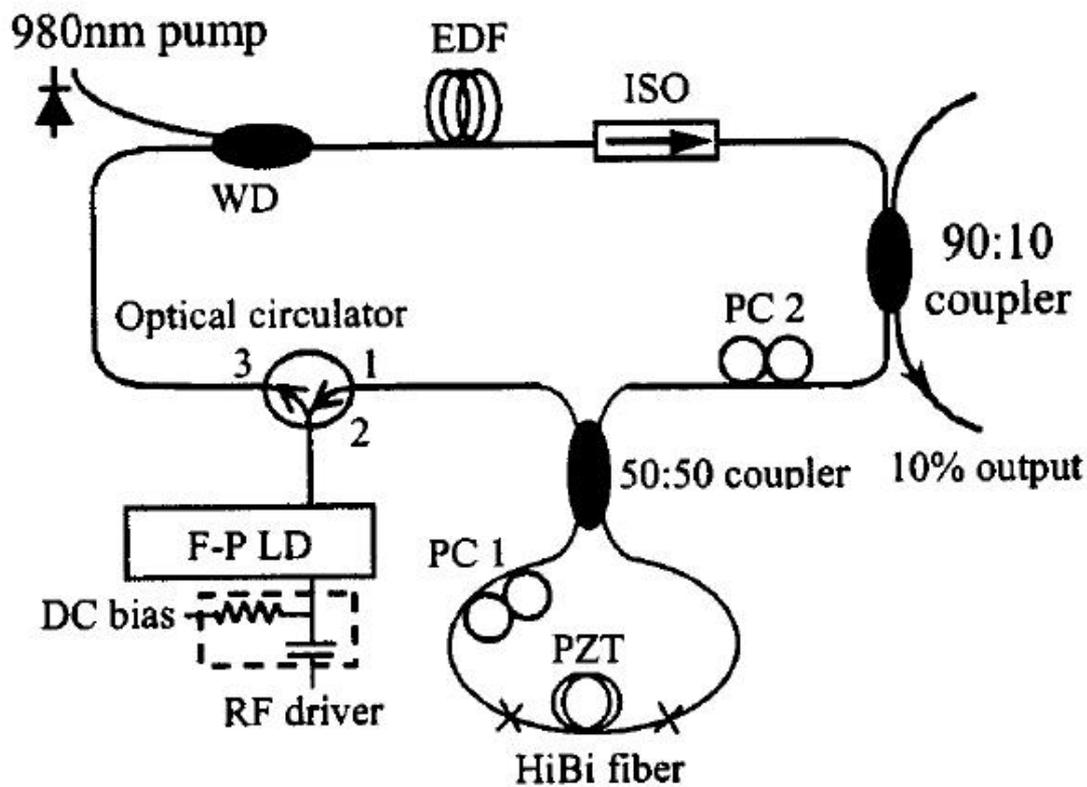 980nm pump
EDF
ISO
WD
90:10
coupler
PC 2
Optical circulator
3
1
2
50:50 coupler
10% output
F-P LD
PC 1
DC bias
PZT
RF driver
HiBi fiber